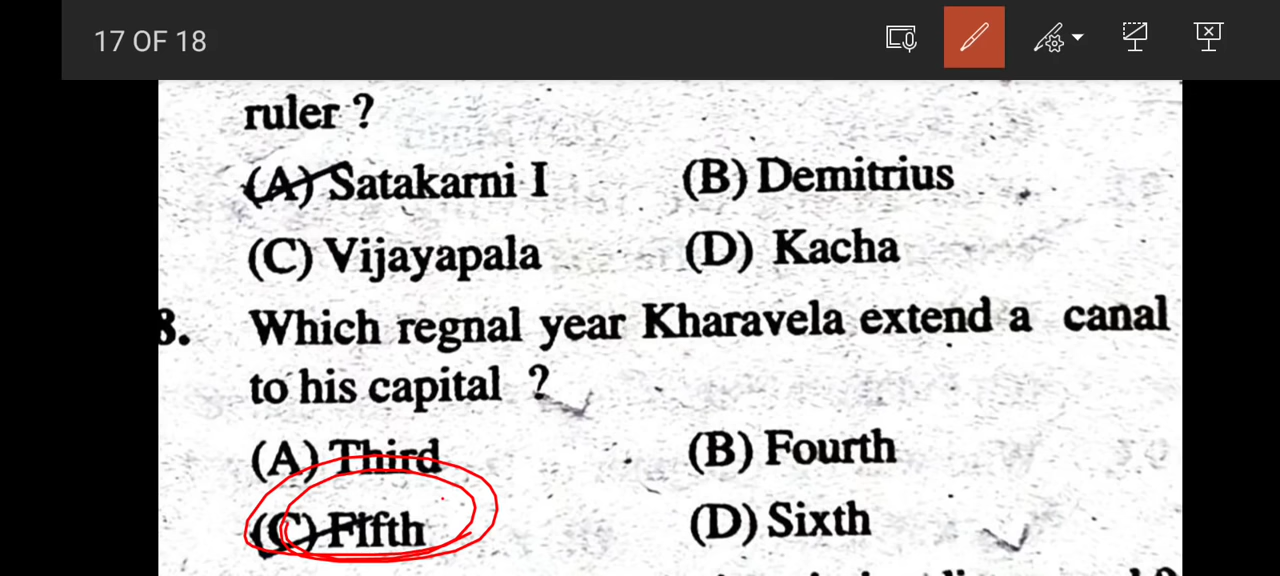 17 OF 18
ruler ?
(A) Satakarni I (B) Demitrius
(C) Vijayapala (D) Kacha
8. Which regnal year Kharavela extend a canal
to his capital ?
(A) Third (B) Fourth
(C) Fifth (D) Sixth